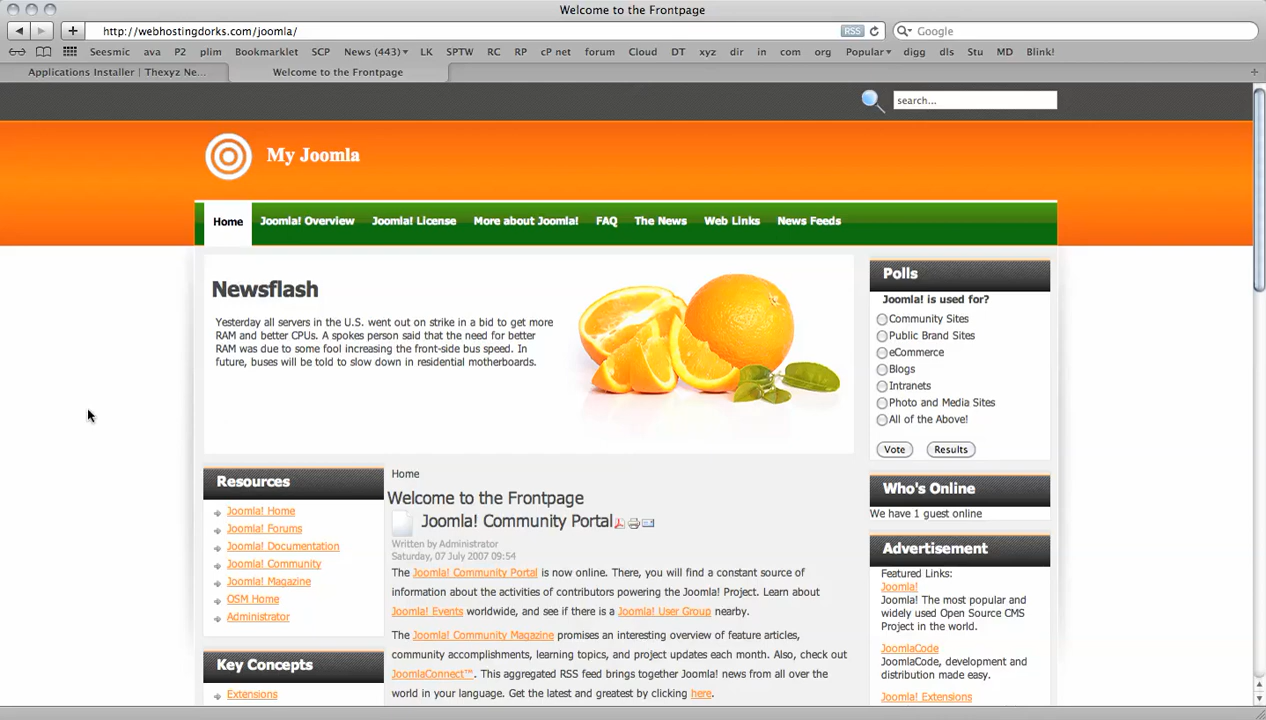 Welcome to the Frontpage
http://webhostingdorks.com/joomla/
RSS
Google
Seesmic ava P2 plim Bookmarklet SCP News (443) LK SPTW RC RP cP net forum Cloud DT xyz dir in com org Popular digg dls Stu MD Blink!
Applications Installer | Thexyz Ne...
Welcome to the Frontpage
search...
My Joomla
Home Joomla! Overview Joomla! License More about Joomla! FAQ The News Web Links News Feeds
Newsflash
Yesterday all servers in the U.S. went out on strike in a bid to get more
RAM and better CPUs. A spokes person said that the need for better
RAM was due to some fool increasing the front-side bus speed. In
future, buses will be told to slow down in residential motherboards.
Polls
Joomla! is used for?
Community Sites
Public Brand Sites
eCommerce
Blogs
Intranets
Photo and Media Sites
All of the Above!
Vote Results
Resources
Joomla! Home
Joomla! Forums
Joomla! Documentation
Joomla! Community
Joomla! Magazine
OSM Home
Administrator
Key Concepts
Extensions
Home
Welcome to the Frontpage
Joomla! Community Portal
Written by Administrator
Saturday, 07 July 2007 09:54
The Joomla! Community Portal is now online. There, you will find a constant source of
information about the activities of contributors powering the Joomla! Project. Learn about
Joomla! Events worldwide, and see if there is a Joomla! User Group nearby.
The Joomla! Community Magazine promises an interesting overview of feature articles,
community accomplishments, learning topics, and project updates each month. Also, check out
JoomlaConnect™. This aggregated RSS feed brings together Joomla! news from all over the
world in your language. Get the latest and greatest by clicking here.
Who's Online
We have 1 guest online
Advertisement
Featured Links:
Joomla!
Joomla! The most popular and
widely used Open Source CMS
Project in the world.
JoomlaCode
JoomlaCode, development and
distribution made easy.
Joomla! Extensions